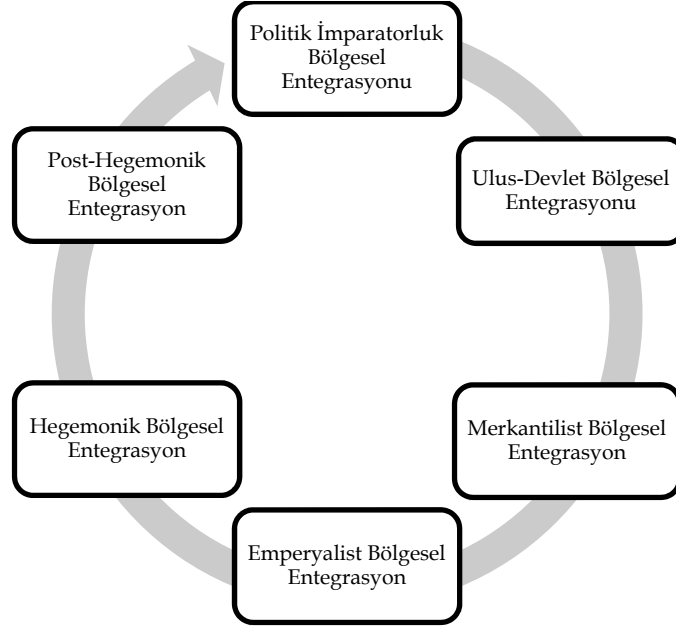 Politik İmparatorluk
Bölgesel
Entegrasyonu
Ulus-Devlet Bölgesel
Entegrasyonu
Merkantilist Bölgesel
Entegrasyon
Emperyalist Bölgesel
Entegrasyon
Hegemonik Bölgesel
Entegrasyon
Post-Hegemonik
Bölgesel
Entegrasyon